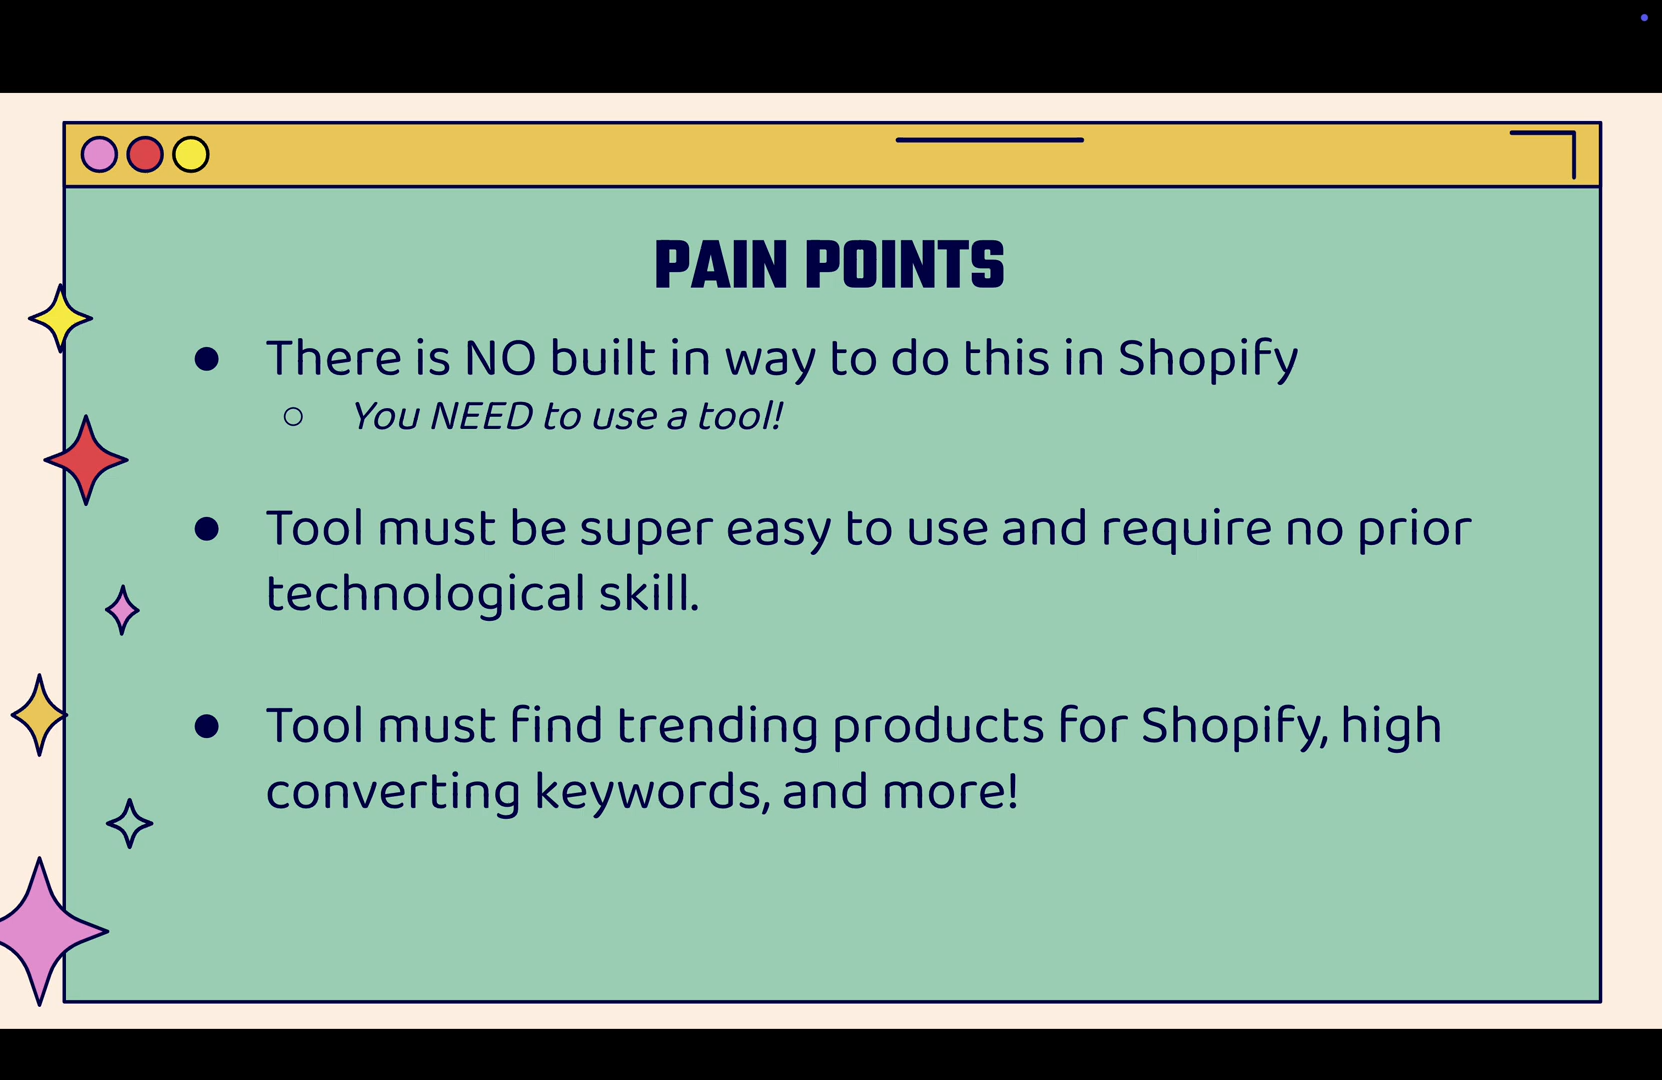 PAIN POINTS
● There is NO built in way to do this in Shopify
○ You NEED to use a tool!
● Tool must be super easy to use and require no prior
technological skill.
● Tool must find trending products for Shopify, high
converting keywords, and more!